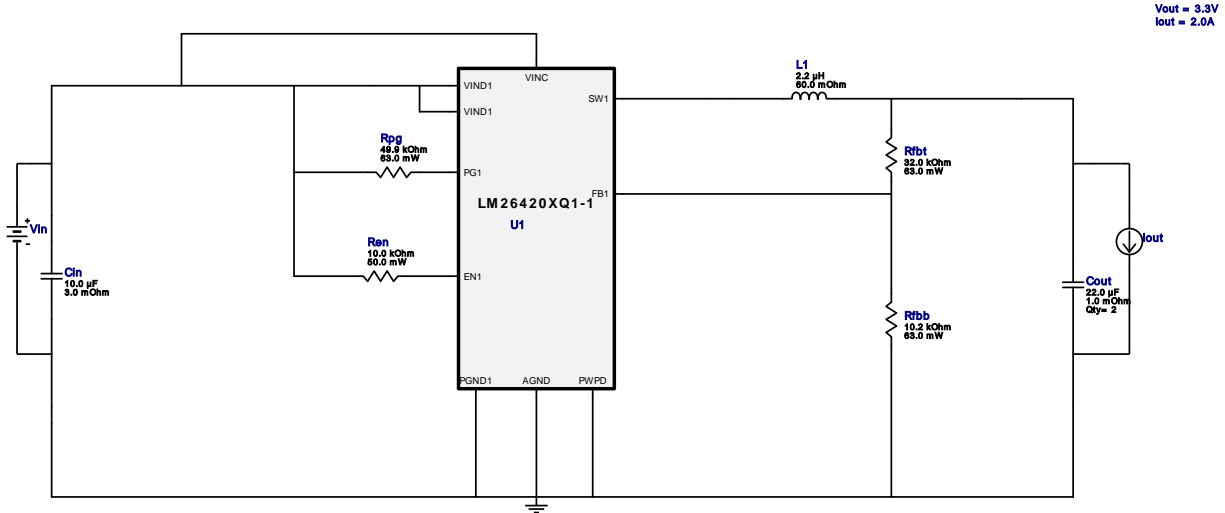 Vout = 3.3V
Iout = 2.0A
L1
2.2 µH
60.0 mOhm
VINC
VIND1
SW1
VIND1
Rpg
49.9 kOhm
63.0 mW
PG1
Rfbt
32.0 kOhm
63.0 mW
FB1
LM26420XQ1-1
U1
+
Vin
-
Iout
Ren
10.0 kOhm
50.0 mW
EN1
Cin
10.0 µF
3.0 mOhm
Cout
22.0 µF
1.0 mOhm
Qty= 2
Rfbb
10.2 kOhm
63.0 mW
PGND1
AGND
PWPD